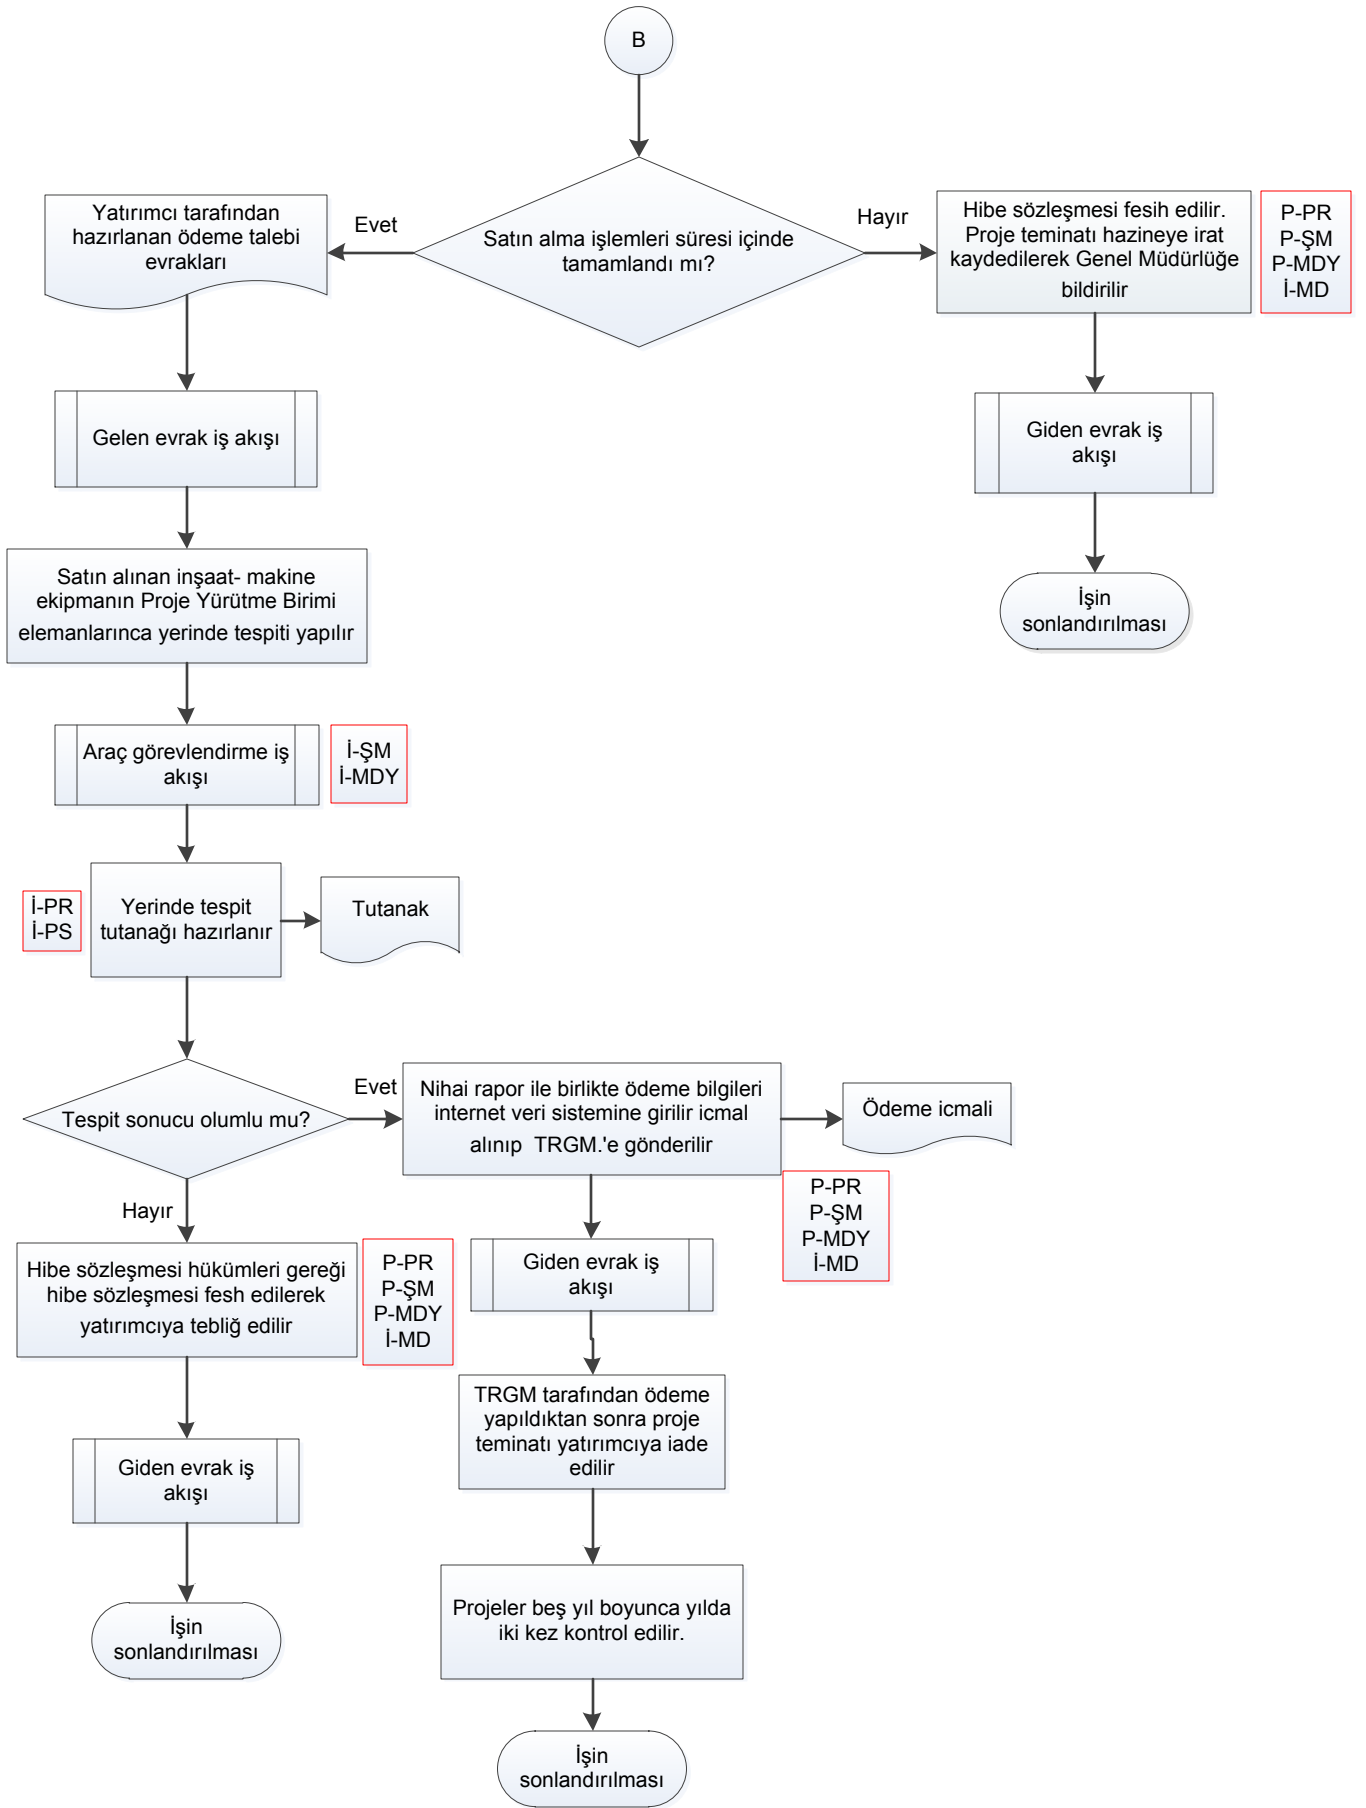 B
Satın alma işlemleri süresi içinde
tamamlandı mı?
Evet
Hayır
Yatırımcı tarafından
hazırlanan ödeme talebi
evrakları
Hibe sözleşmesi fesih edilir.
Proje teminatı hazineye irat
kaydedilerek Genel Müdürlüğe
bildirilir
P-PR
P-ŞM
P-MDY
İ-MD
Gelen evrak iş akışı
Giden evrak iş
akışı
İşin
sonlandırılması
Satın alınan inşaat- makine
ekipmanın Proje Yürütme Birimi
elemanlarınca yerinde tespiti yapılır
Araç görevlendirme iş
akışı
İ-ŞM
İ-MDY
İ-PR
İ-PS
Yerinde tespit
tutanağı hazırlanır
Tutanak
Tespit sonucu olumlu mu?
Evet
Nihai rapor ile birlikte ödeme bilgileri
internet veri sistemine girilir icmal
alınıp  TRGM.'e gönderilir
Ödeme icmali
P-PR
P-ŞM
P-MDY
İ-MD
Hayır
Hibe sözleşmesi hükümleri gereği
hibe sözleşmesi fesh edilerek
yatırımcıya tebliğ edilir
P-PR
P-ŞM
P-MDY
İ-MD
Giden evrak iş
akışı
TRGM tarafından ödeme
yapıldıktan sonra proje
teminatı yatırımcıya iade
edilir
Giden evrak iş
akışı
Projeler beş yıl boyunca yılda
iki kez kontrol edilir.
İşin
sonlandırılması
İşin
sonlandırılması